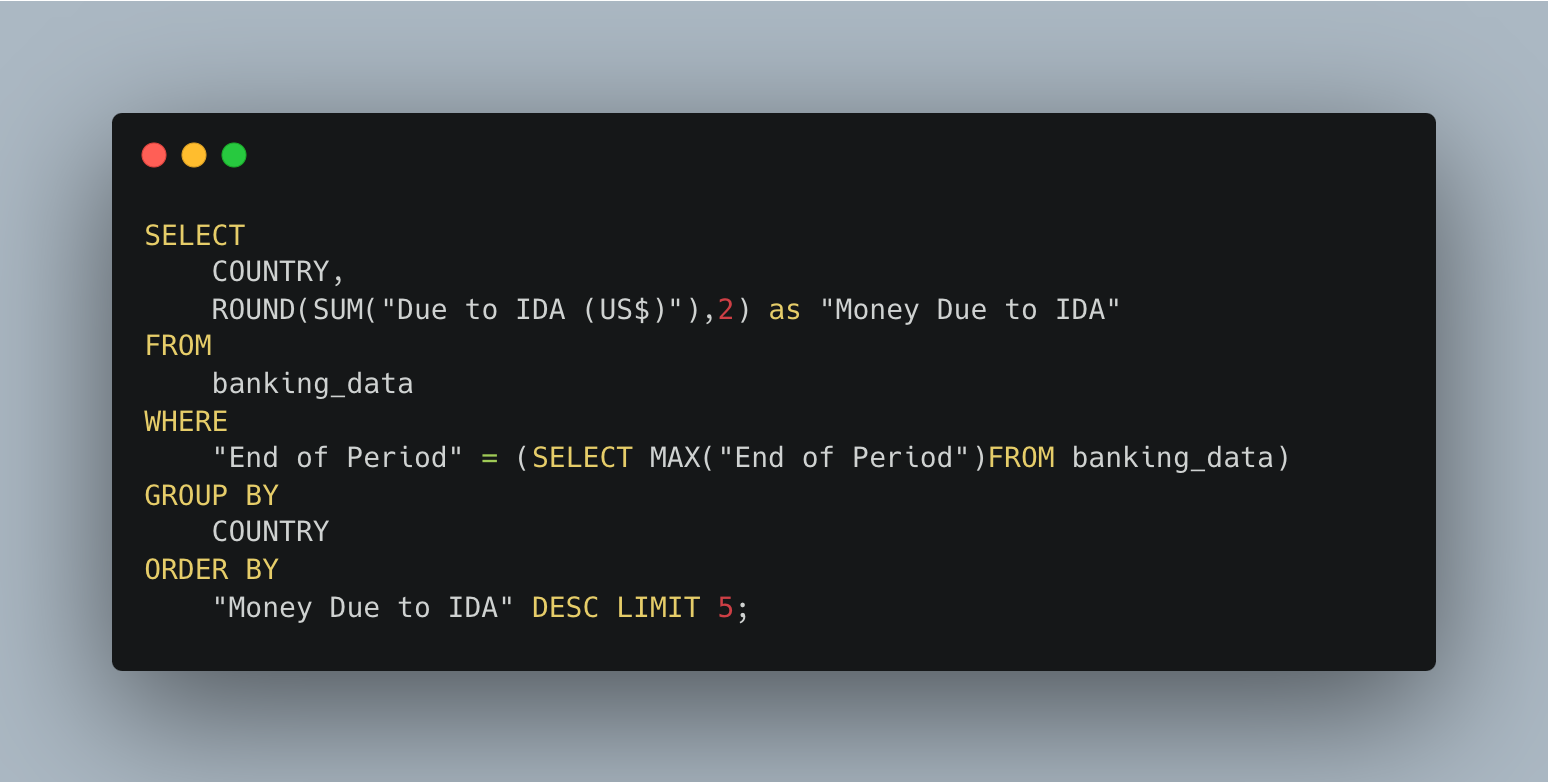 SELECT
    COUNTRY,
    ROUND(SUM("Due to IDA (US$)"),2) as "Money Due to IDA"
FROM
    banking_data
WHERE
    "End of Period" = (SELECT MAX("End of Period")FROM banking_data)
GROUP BY
    COUNTRY
ORDER BY
    "Money Due to IDA" DESC LIMIT 5;